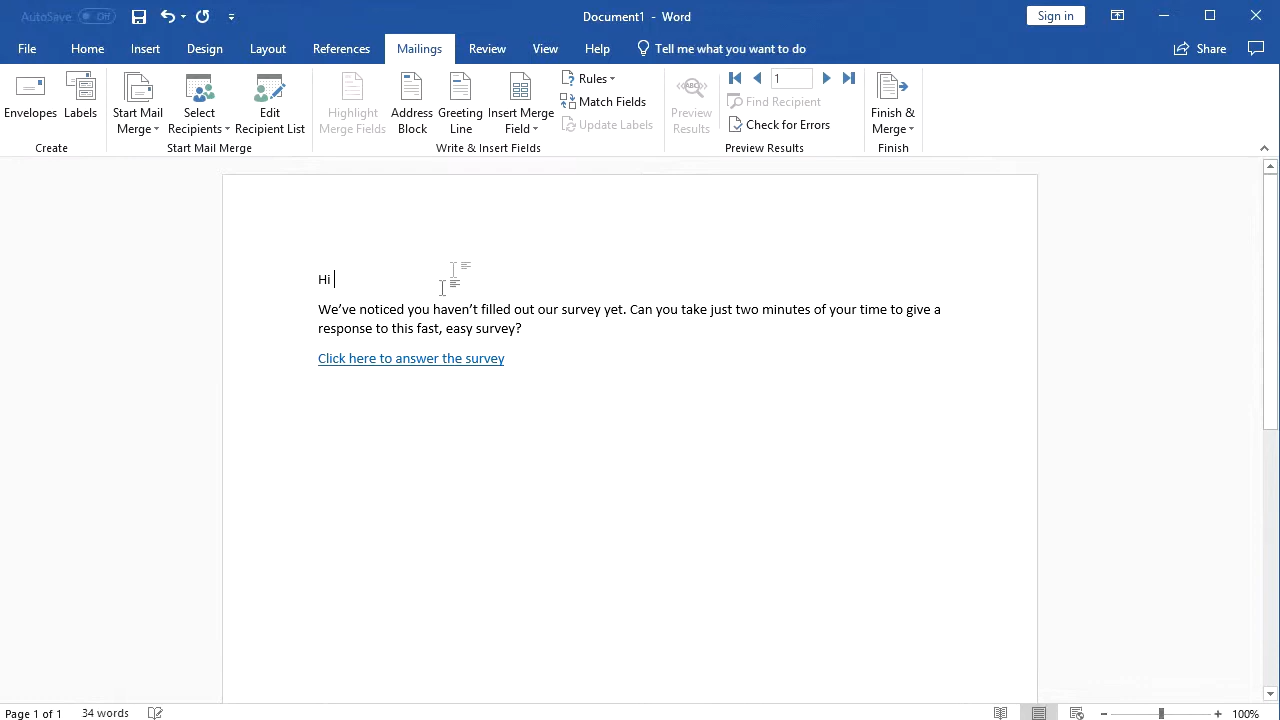 AutoSave Off Document1 - Word Sign in
File Home Insert Design Layout References Mailings Review View Help Tell me what you want to do Share
Envelopes Labels
Create
Start Mail Merge Select Recipients Edit Recipient List
Start Mail Merge
Highlight Merge Fields Address Block Greeting Line Insert Merge Field
Rules
Match Fields
Update Labels
Write & Insert Fields
ABC
Preview Results
1
Find Recipient
Check for Errors
Preview Results
Finish & Merge
Finish
Hi
We’ve noticed you haven’t filled out our survey yet. Can you take just two minutes of your time to give a
response to this fast, easy survey?
Click here to answer the survey
Page 1 of 1 34 words 100%